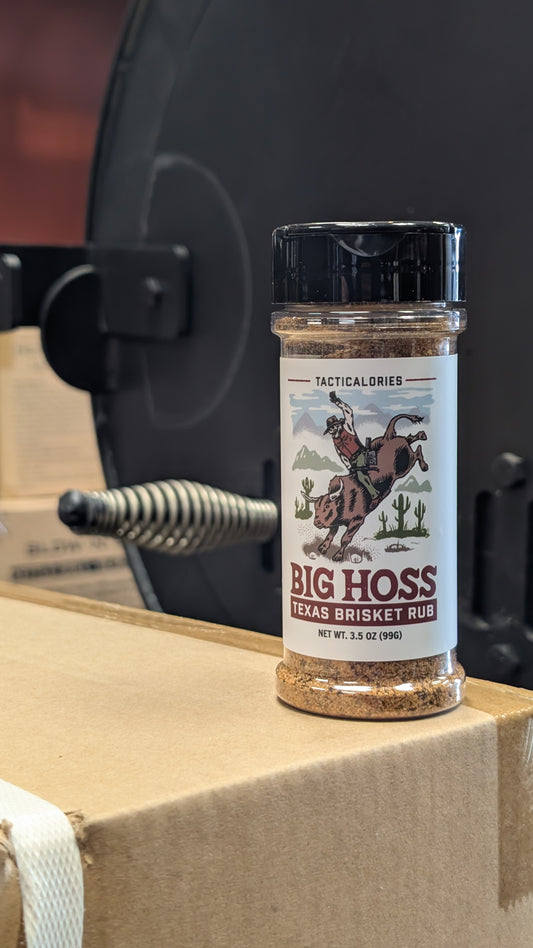 TACTICALORIES
BIG HOSS
TEXAS BRISKET RUB
NET WT. 3.5 OZ (99G)